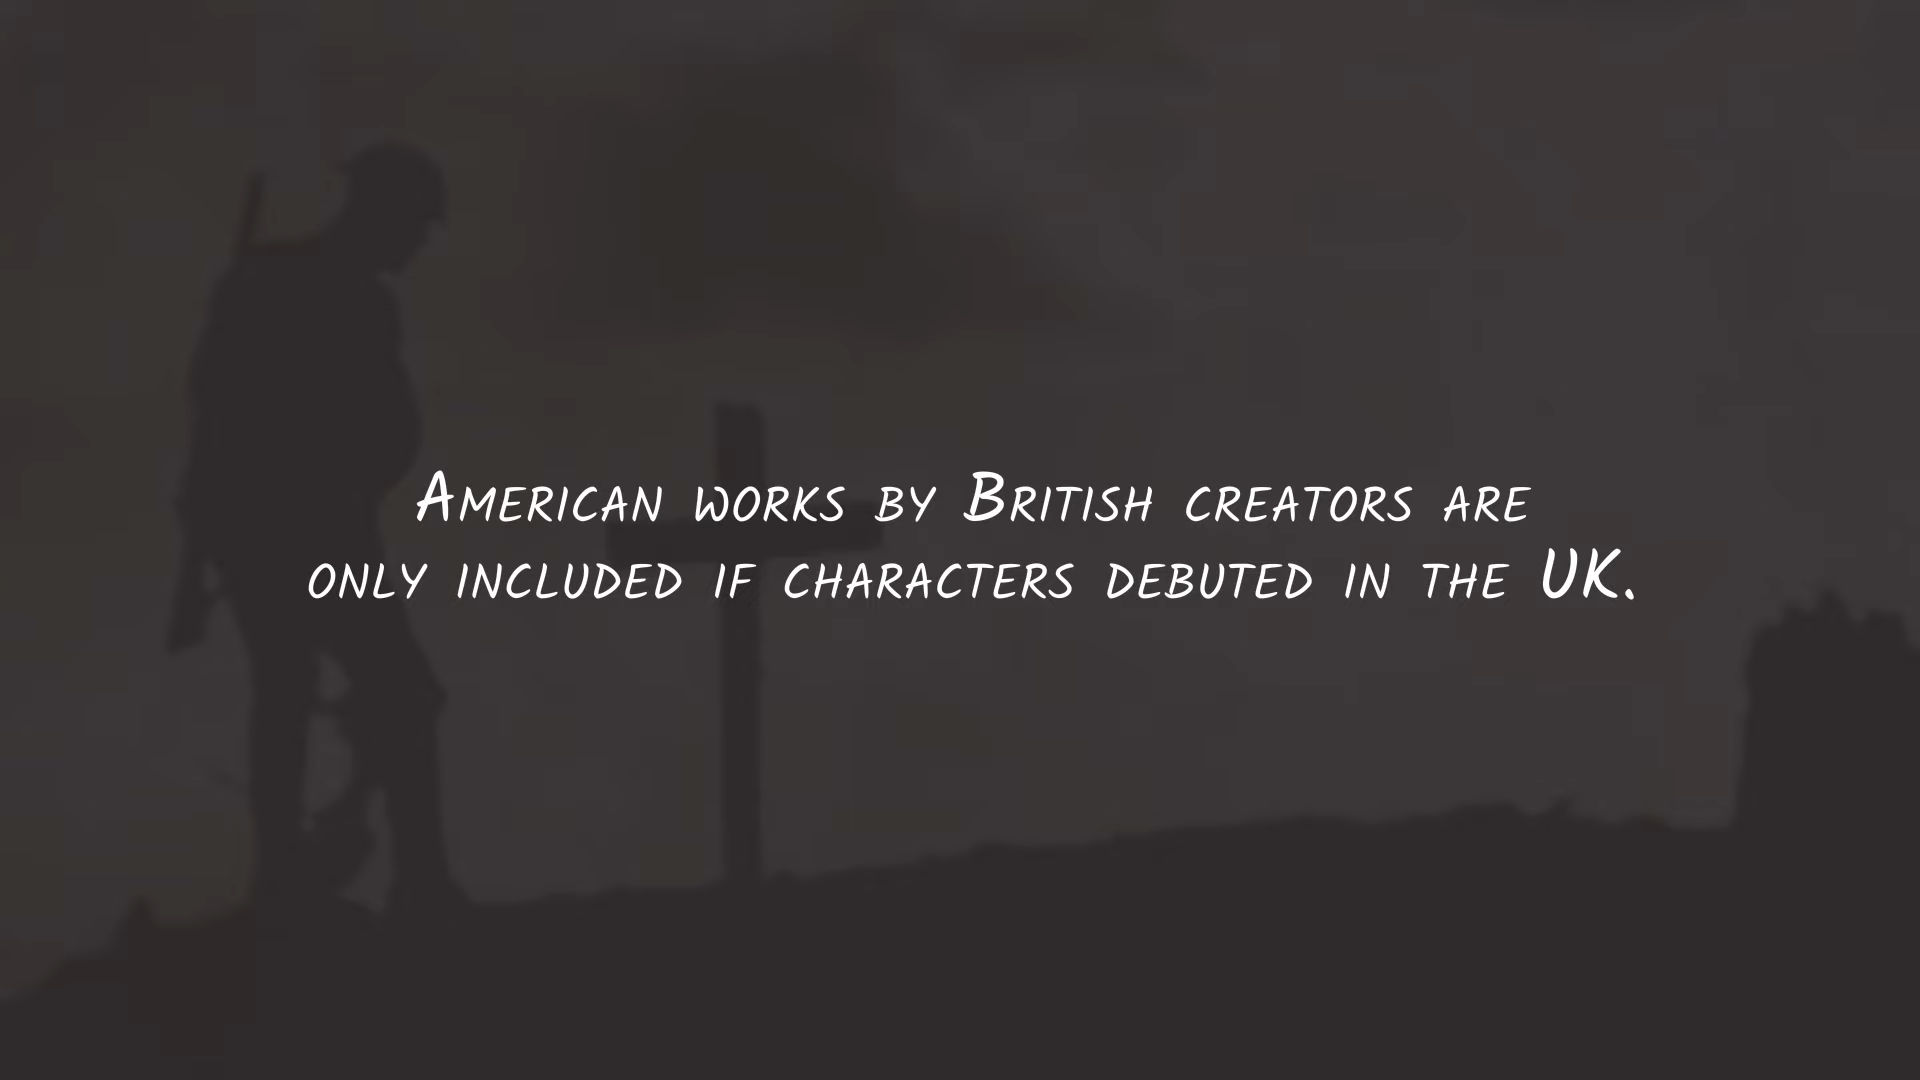 American works by British creators are
only included if characters debuted in the UK.